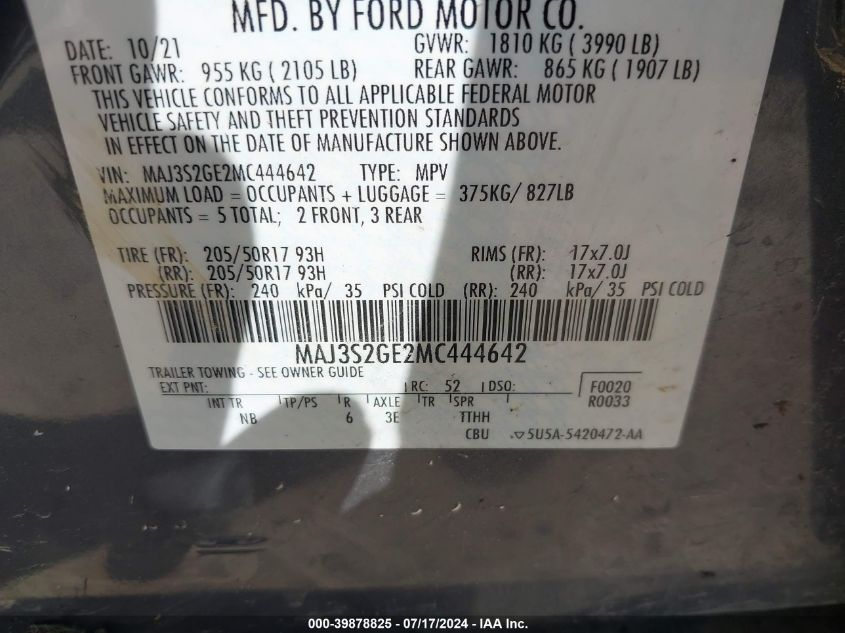 MFD. BY FORD MOTOR CO.
DATE: 10/21 GVWR: 1810 KG ( 3990 LB)
FRONT GAWR: 955 KG ( 2105 LB) REAR GAWR: 865 KG ( 1907 LB)
THIS VEHICLE CONFORMS TO ALL APPLICABLE FEDERAL MOTOR
VEHICLE SAFETY AND THEFT PREVENTION STANDARDS
IN EFFECT ON THE DATE OF MANUFACTURE SHOWN ABOVE.
VIN: MAJ3S2GE2MC444642 TYPE: MPV
MAXIMUM LOAD = OCCUPANTS + LUGGAGE = 375KG/ 827LB
OCCUPANTS = 5 TOTAL; 2 FRONT, 3 REAR
TIRE (FR): 205/50R17 93H RIMS (FR): 17x7.0J
(RR): 205/50R17 93H (RR): 17x7.0J
PRESSURE (FR): 240 kPa/ 35 PSI COLD (RR): 240 kPa/ 35 PSI COLD
MAJ3S2GE2MC444642
TRAILER TOWING - SEE OWNER GUIDE
EXT PNT: RC: 52 DSO: F0020
INT TR TP/PS R AXLE TR SPR R0033
NB 6 3E TTHH
CBU 5U5A-5420472-AA
000-39878825 / 07/17/2024 - IAA Inc.